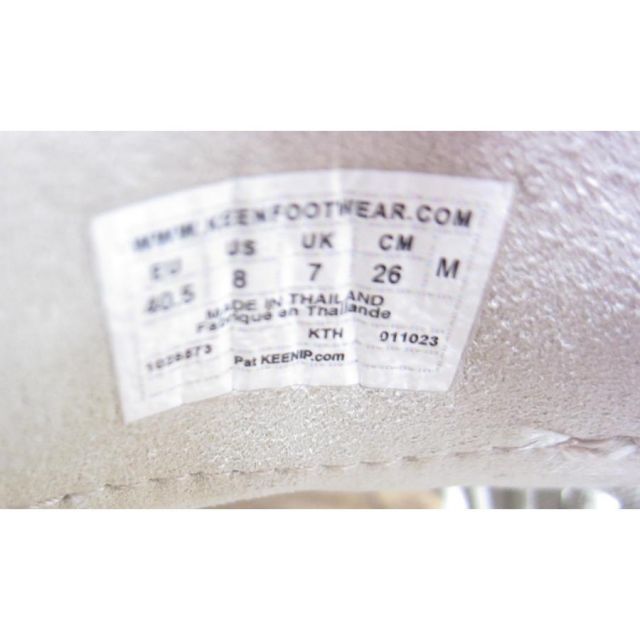 WWW.KEENFOOTWEAR.COM
EU US UK CM
40.5 8 7 26 M
MADE IN THAILAND
Fabriqué en Thaïlande
KTH 011023
Pat KEENIP.com